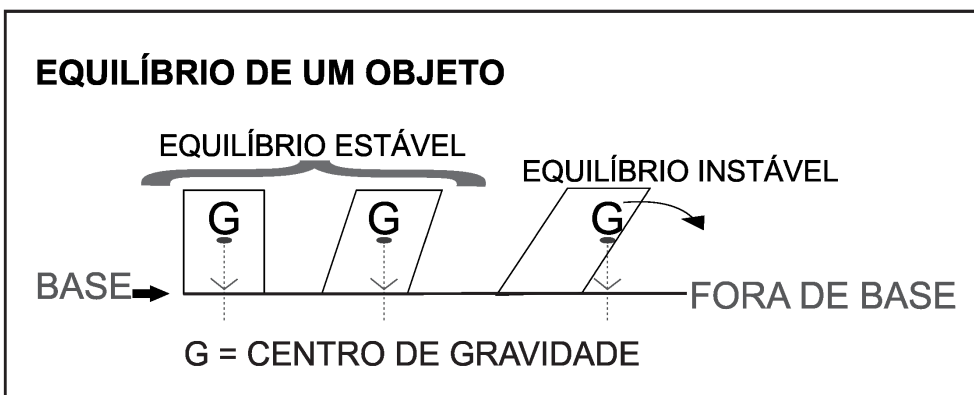 EQUILÍBRIO DE UM OBJETO
EQUILÍBRIO ESTÁVEL
EQUILÍBRIO INSTÁVEL
G
G
G
BASE
FORA DE BASE
G = CENTRO DE GRAVIDADE